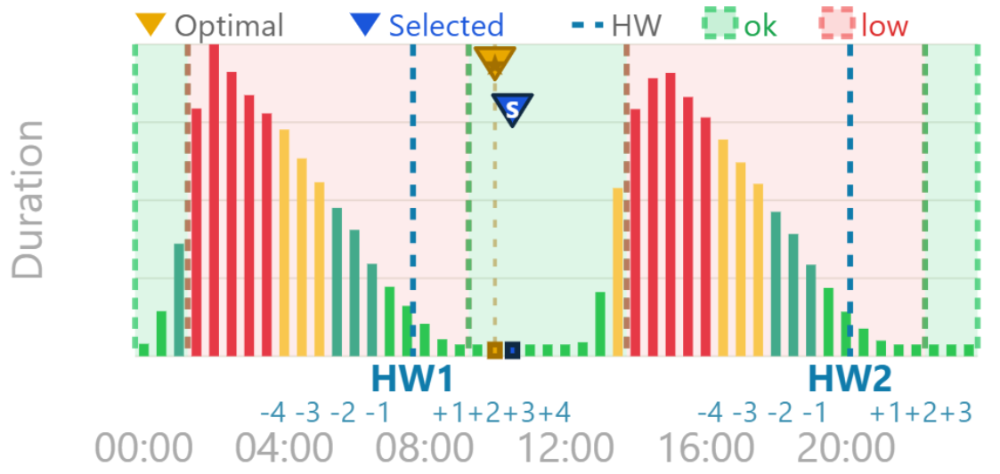 Optimal Selected HW ok low
Duration
S
HW1 HW2
-4 -3 -2 -1 +1+2+3+4 -4 -3 -2 -1 +1+2+3
00:00 04:00 08:00 12:00 16:00 20:00